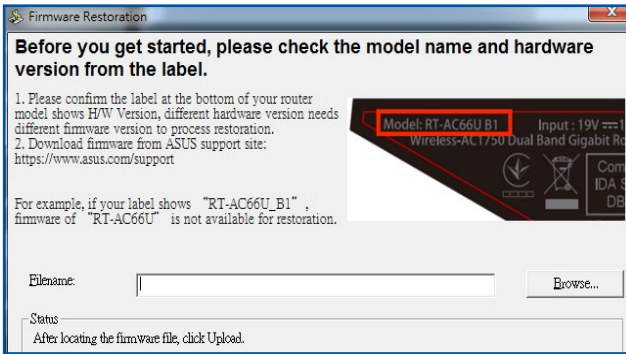 Firmware Restoration
Before you get started, please check the model name and hardware
version from the label.
1. Please confirm the label at the bottom of your router
model shows H/W Version, different hardware version needs
different firmware version to process restoration.
2. Download firmware from ASUS support site:
https://www.asus.com/support
For example, if your label shows “RT-AC66U_B1”,
firmware of “RT-AC66U” is not available for restoration.
Model: RT-AC66U B1 Input : 19V
Wireless-AC1750 Dual Band Gigabit Ro
Com
IDA S
DB
Filename:
Browse...
Status
After locating the firmware file, click Upload.